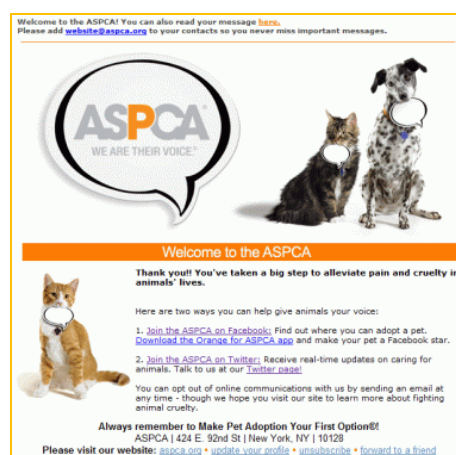 Welcome to the ASPCA! You can also read your message here.
Please add website@aspca.org to your contacts so you never miss important messages.
ASPCA®
WE ARE THEIR VOICE.®
Welcome to the ASPCA
Thank you!! You've taken a big step to alleviate pain and cruelty in
animals' lives.
Here are two ways you can help give animals your voice:
1. Join the ASPCA on Facebook: Find out where you can adopt a pet.
Download the Orange for ASPCA app and make your pet a Facebook star.
2. Join the ASPCA on Twitter: Receive real-time updates on caring for
animals. Talk to us at our Twitter page!
You can opt out of online communications with us by sending an email at
any time - though we hope you visit our site to learn more about fighting
animal cruelty.
Always remember to Make Pet Adoption Your First Option®!
ASPCA | 424 E. 92nd St | New York, NY | 10128
Please visit our website: aspca.org • update your profile • unsubscribe • forward to a friend